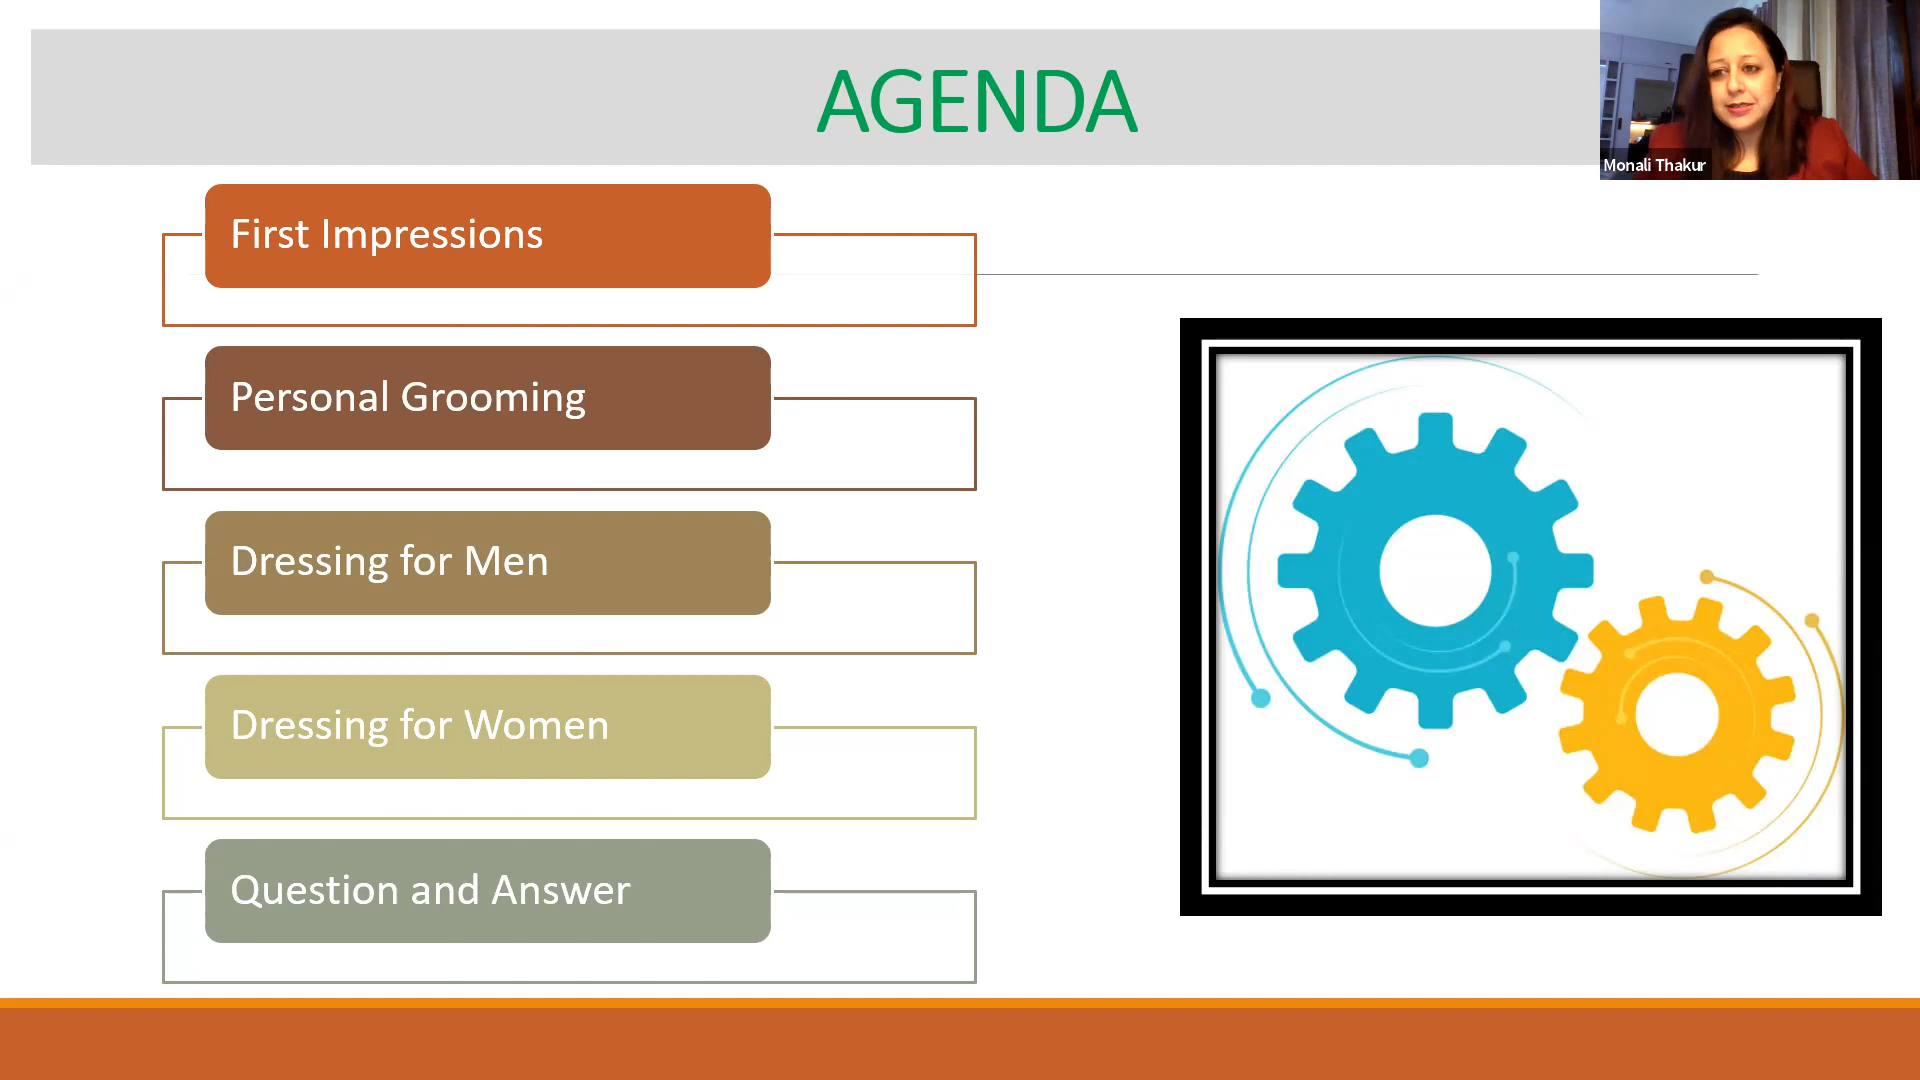 AGENDA
Monali Thakur
First Impressions
Personal Grooming
Dressing for Men
Dressing for Women
Question and Answer